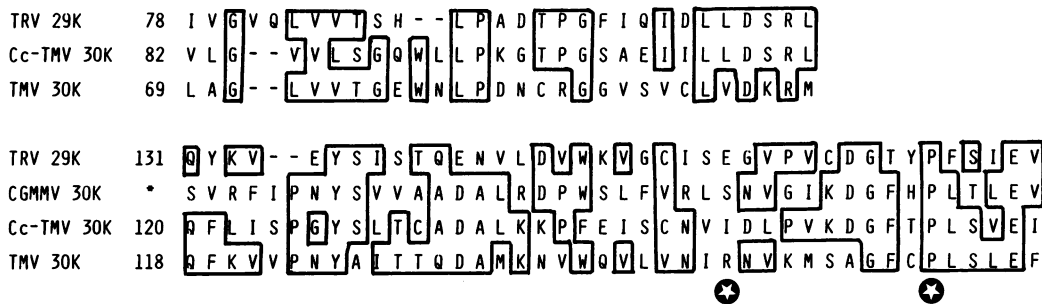 TRV 29K 78 I V G V Q L V V T S H - - L P A D T P G F I Q I D L L D S R L
Cc-TMV 30K 82 V L G - - V V L S G Q W L L P K G T P G S A E I I L L D S R L
TMV 30K 69 L A G - - L V V T G E W N L P D N C R G G V S V C L V D K R M
TRV 29K 131 Q Y K V - - E Y S I S T Q E N V L D V W K V G C I S E G V P V C D G T Y P F S I E V
CGMMV 30K * S V R F I P N Y S V V A A D A L R D P W S L F V R L S N V G I K D G F H P L T L E V
Cc-TMV 30K 120 Q F L I S P G Y S L T C A D A L K K P F E I S C N V I D L P V K D G F T P L S V E I
TMV 30K 118 Q F K V V P N Y A I T T Q D A M K N V W Q V L V N I R N V K M S A G F C P L S L E F